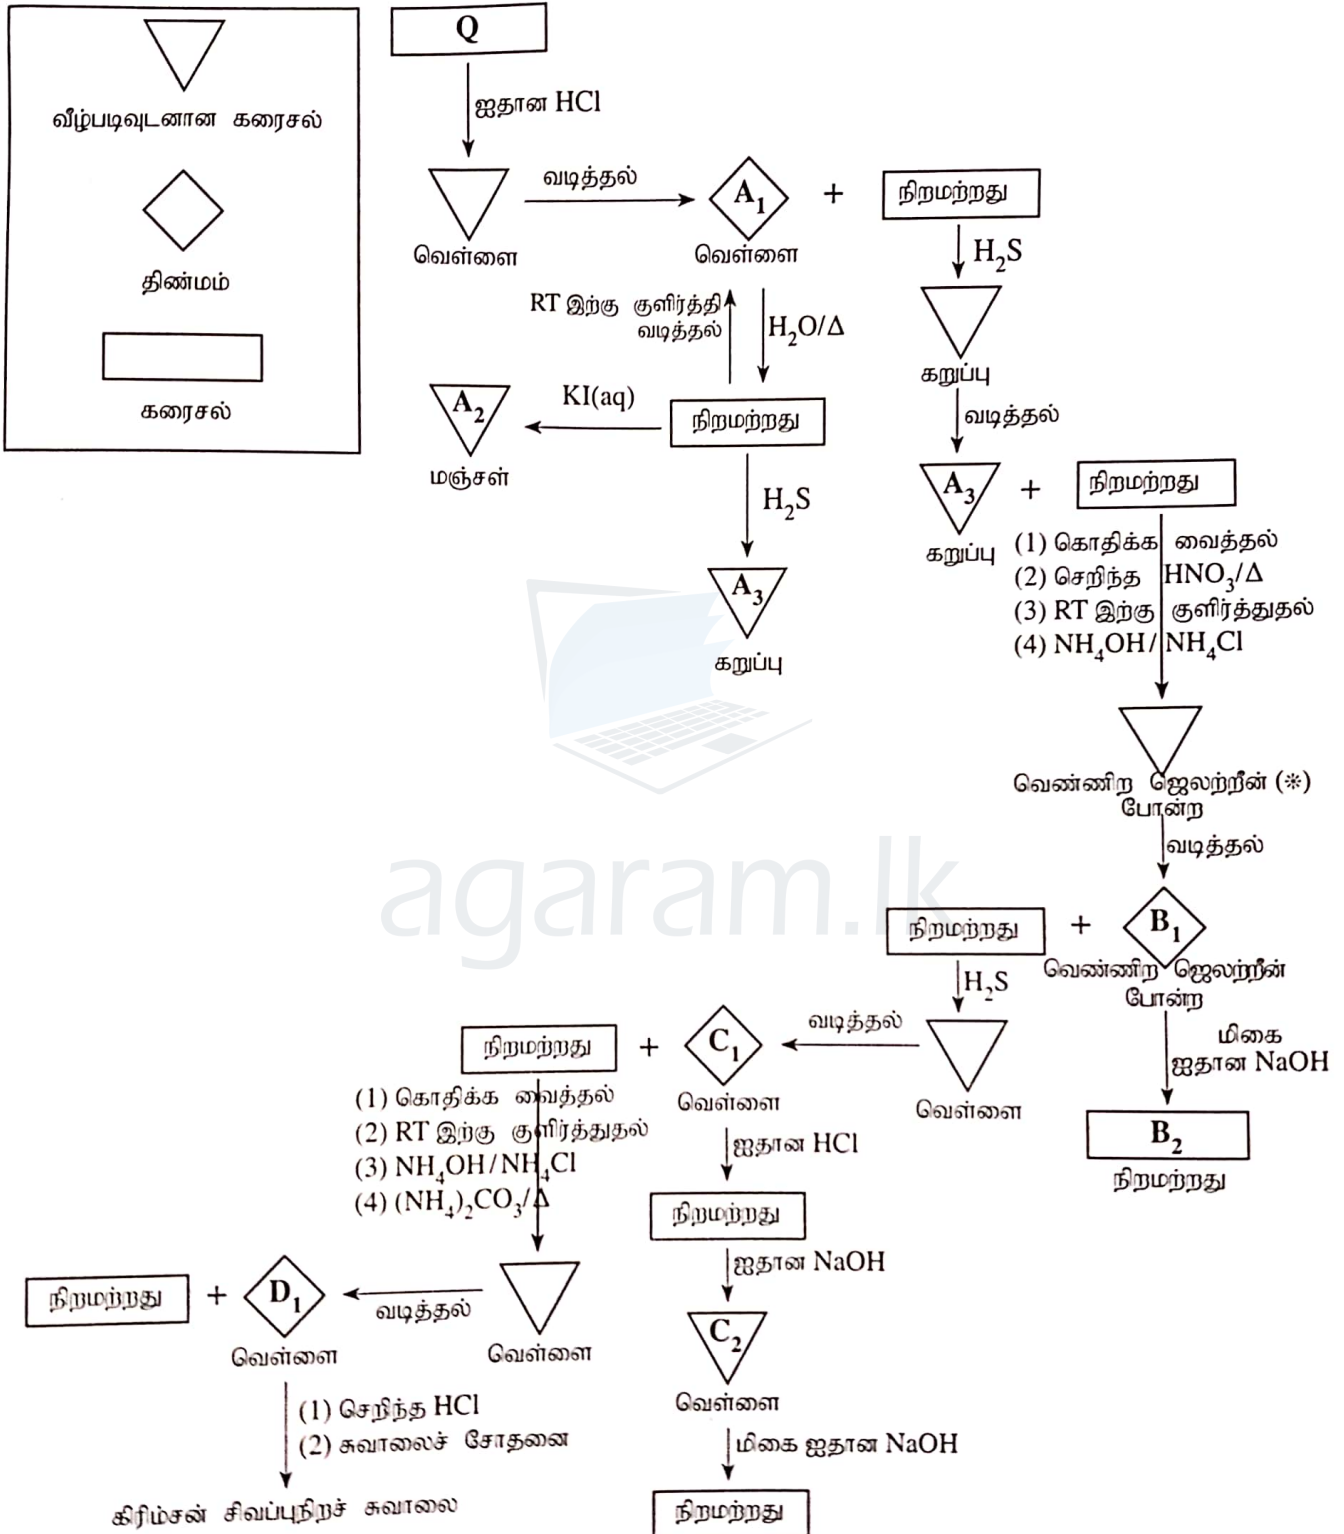 Q
ஐதான HCl
வீழ்படிவுடனான கரைசல்
திண்மம்
கரைசல்
வெள்ளை
வடித்தல்
A₁
வெள்ளை
+
நிறமற்றது
H₂S
கறுப்பு
RT இற்கு குளிர்த்தி
வடித்தல்
H₂O/Δ
நிறமற்றது
KI(aq)
A₂
மஞ்சள்
H₂S
A₃
கறுப்பு
வடித்தல்
A₃
கறுப்பு
+
நிறமற்றது
(1) கொதிக்க வைத்தல்
(2) செறிந்த HNO₃/Δ
(3) RT இற்கு குளிர்த்துதல்
(4) NH₄OH/NH₄Cl
வெண்ணிற ஜெலற்றீன் (※)
போன்ற
வடித்தல்
agaram.lk
நிறமற்றது
+
B₁
வெண்ணிற ஜெலற்றீன்
போன்ற
மிகை
ஐதான NaOH
B₂
நிறமற்றது
H₂S
வெள்ளை
வடித்தல்
C₁
வெள்ளை
+
நிறமற்றது
(1) கொதிக்க வைத்தல்
(2) RT இற்கு குளிர்த்துதல்
(3) NH₄OH/NH₄Cl
(4) (NH₄)₂CO₃/Δ
ஐதான HCl
நிறமற்றது
ஐதான NaOH
C₂
வெள்ளை
மிகை ஐதான NaOH
நிறமற்றது
வெள்ளை
வடித்தல்
D₁
வெள்ளை
+
நிறமற்றது
(1) செறிந்த HCl
(2) சுவாலைச் சோதனை
கிரிம்சன் சிவப்புநிறச் சுவாலை